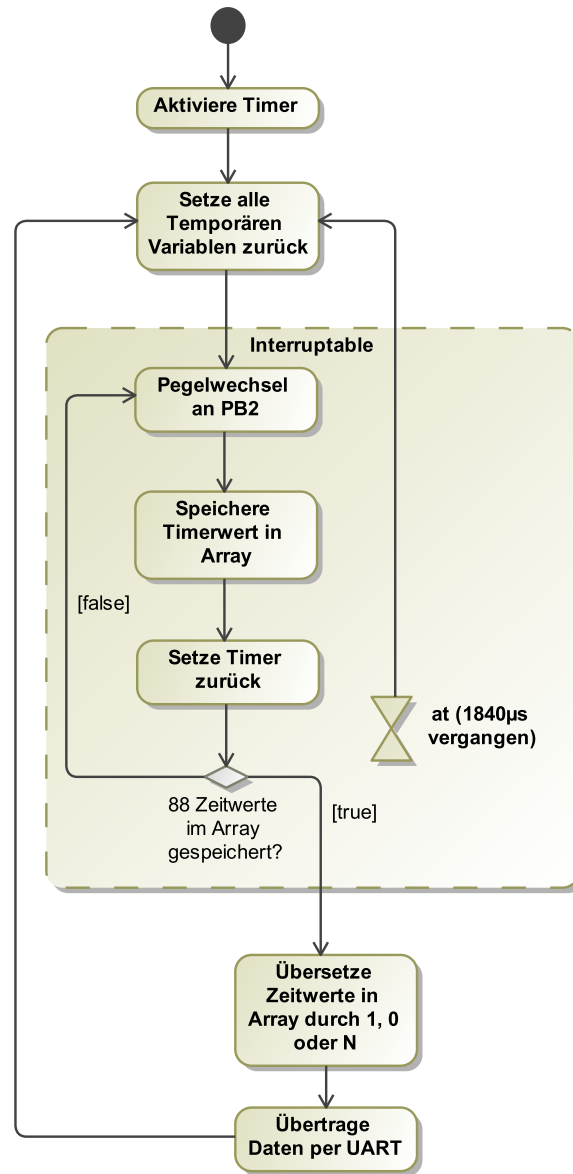 Aktiviere Timer
Setze alle
Temporären
Variablen zurück
Interruptable
Pegelwechsel
an PB2
Speichere
Timerwert in
Array
[false]
Setze Timer
zurück
at (1840µs
vergangen)
88 Zeitwerte
im Array
gespeichert?
[true]
Übersetze
Zeitwerte in
Array durch 1, 0
oder N
Übertrage
Daten per UART